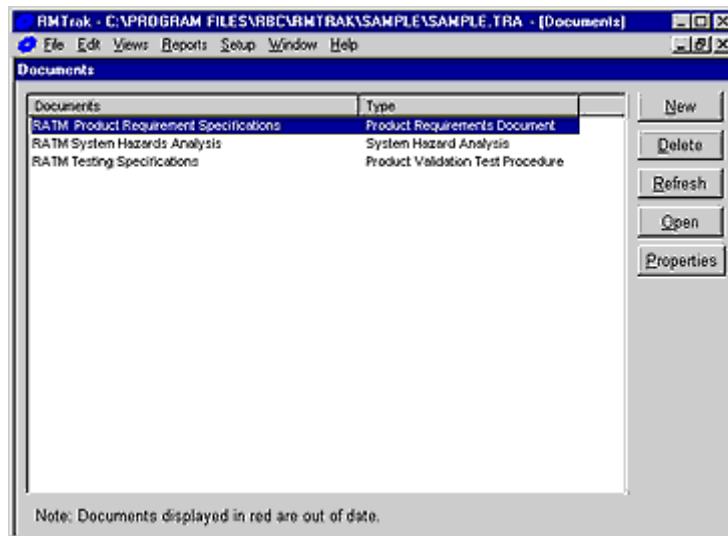 RMTrak - C:\PROGRAM FILES\RBC\RMTRAK\SAMPLE\SAMPLE.TRA - [Documents]
File Edit Views Reports Setup Window Help
Documents
Documents Type
RATM Product Requirement Specifications Product Requirements Document
RATM System Hazards Analysis System Hazard Analysis
RATM Testing Specifications Product Validation Test Procedure
New
Delete
Refresh
Open
Properties
Note: Documents displayed in red are out of date.